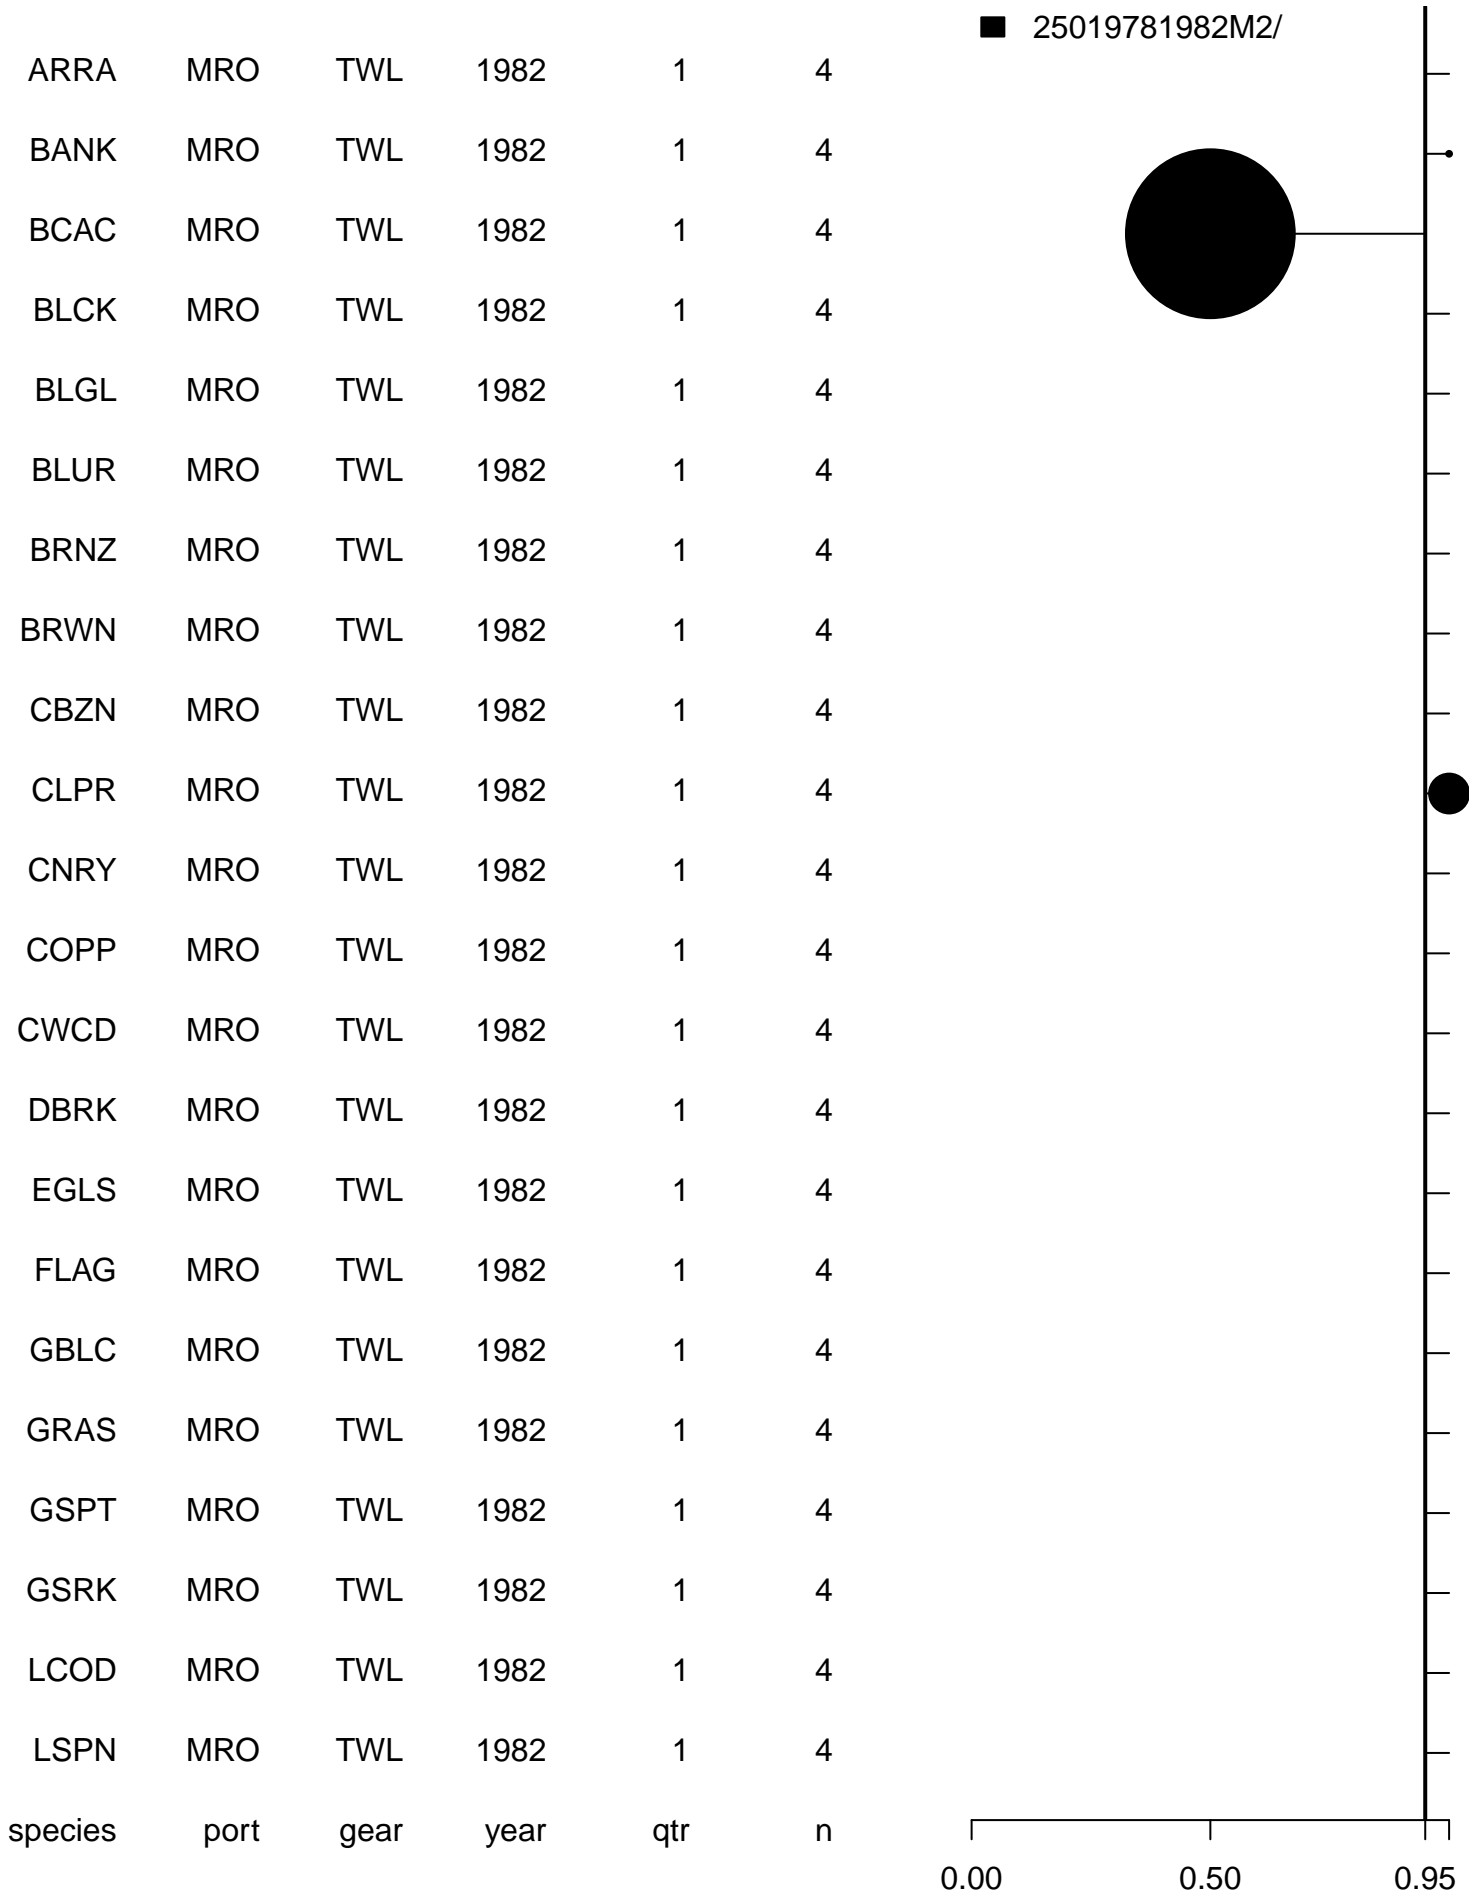 25019781982M2/
ARRA MRO TWL 1982 1 4
BANK MRO TWL 1982 1 4
BCAC MRO TWL 1982 1 4
BLCK MRO TWL 1982 1 4
BLGL MRO TWL 1982 1 4
BLUR MRO TWL 1982 1 4
BRNZ MRO TWL 1982 1 4
BRWN MRO TWL 1982 1 4
CBZN MRO TWL 1982 1 4
CLPR MRO TWL 1982 1 4
CNRY MRO TWL 1982 1 4
COPP MRO TWL 1982 1 4
CWCD MRO TWL 1982 1 4
DBRK MRO TWL 1982 1 4
EGLS MRO TWL 1982 1 4
FLAG MRO TWL 1982 1 4
GBLC MRO TWL 1982 1 4
GRAS MRO TWL 1982 1 4
GSPT MRO TWL 1982 1 4
GSRK MRO TWL 1982 1 4
LCOD MRO TWL 1982 1 4
LSPN MRO TWL 1982 1 4
species port gear year qtr n
0.00 0.50 0.95